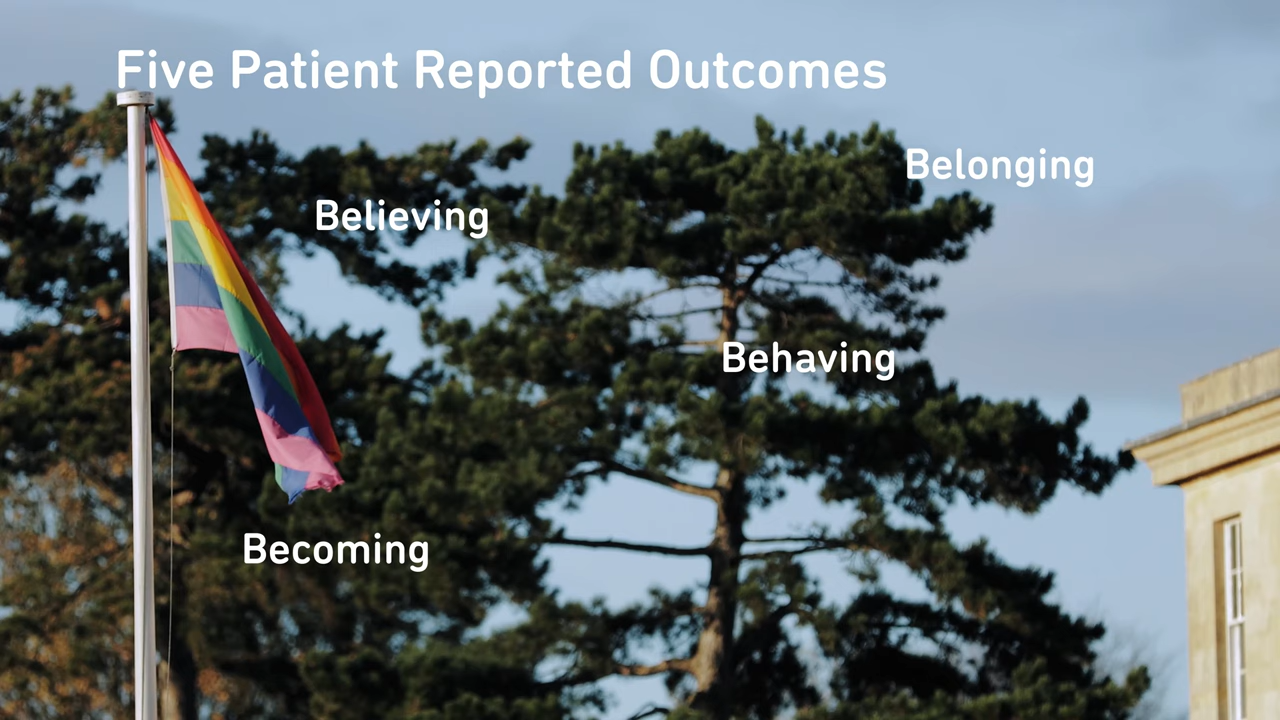 Five Patient Reported Outcomes
Belonging
Believing
Behaving
Becoming